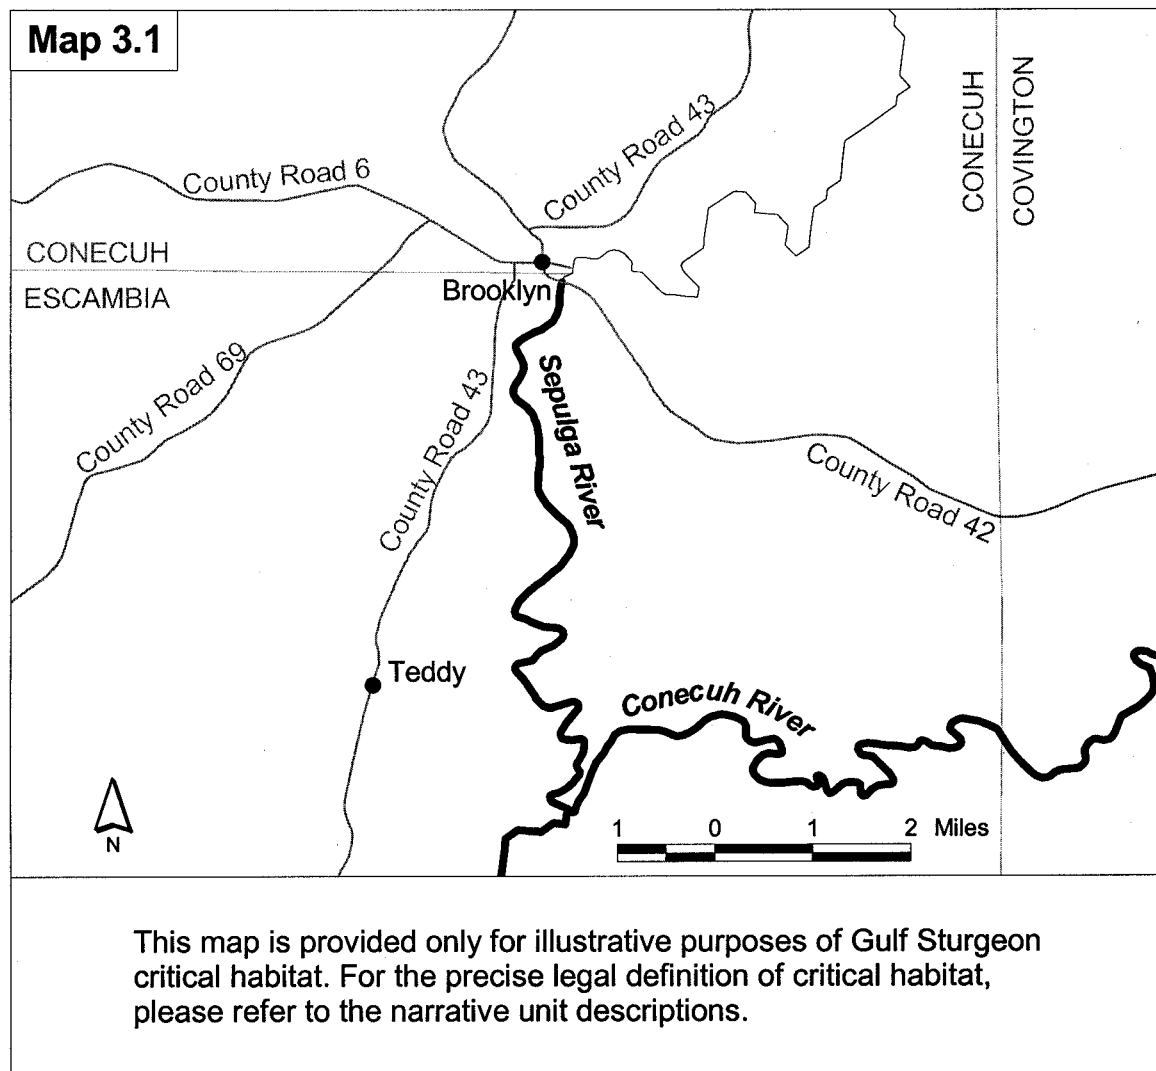 Map 3.1
CONECUH
COVINGTON
County Road 43
County Road 6
CONECUH
ESCAMBIA
Brooklyn
Sepulga River
County Road 69
County Road 43
County Road 42
Teddy
Conecuh River
N
1 0 1 2 Miles
This map is provided only for illustrative purposes of Gulf Sturgeon
critical habitat. For the precise legal definition of critical habitat,
please refer to the narrative unit descriptions.